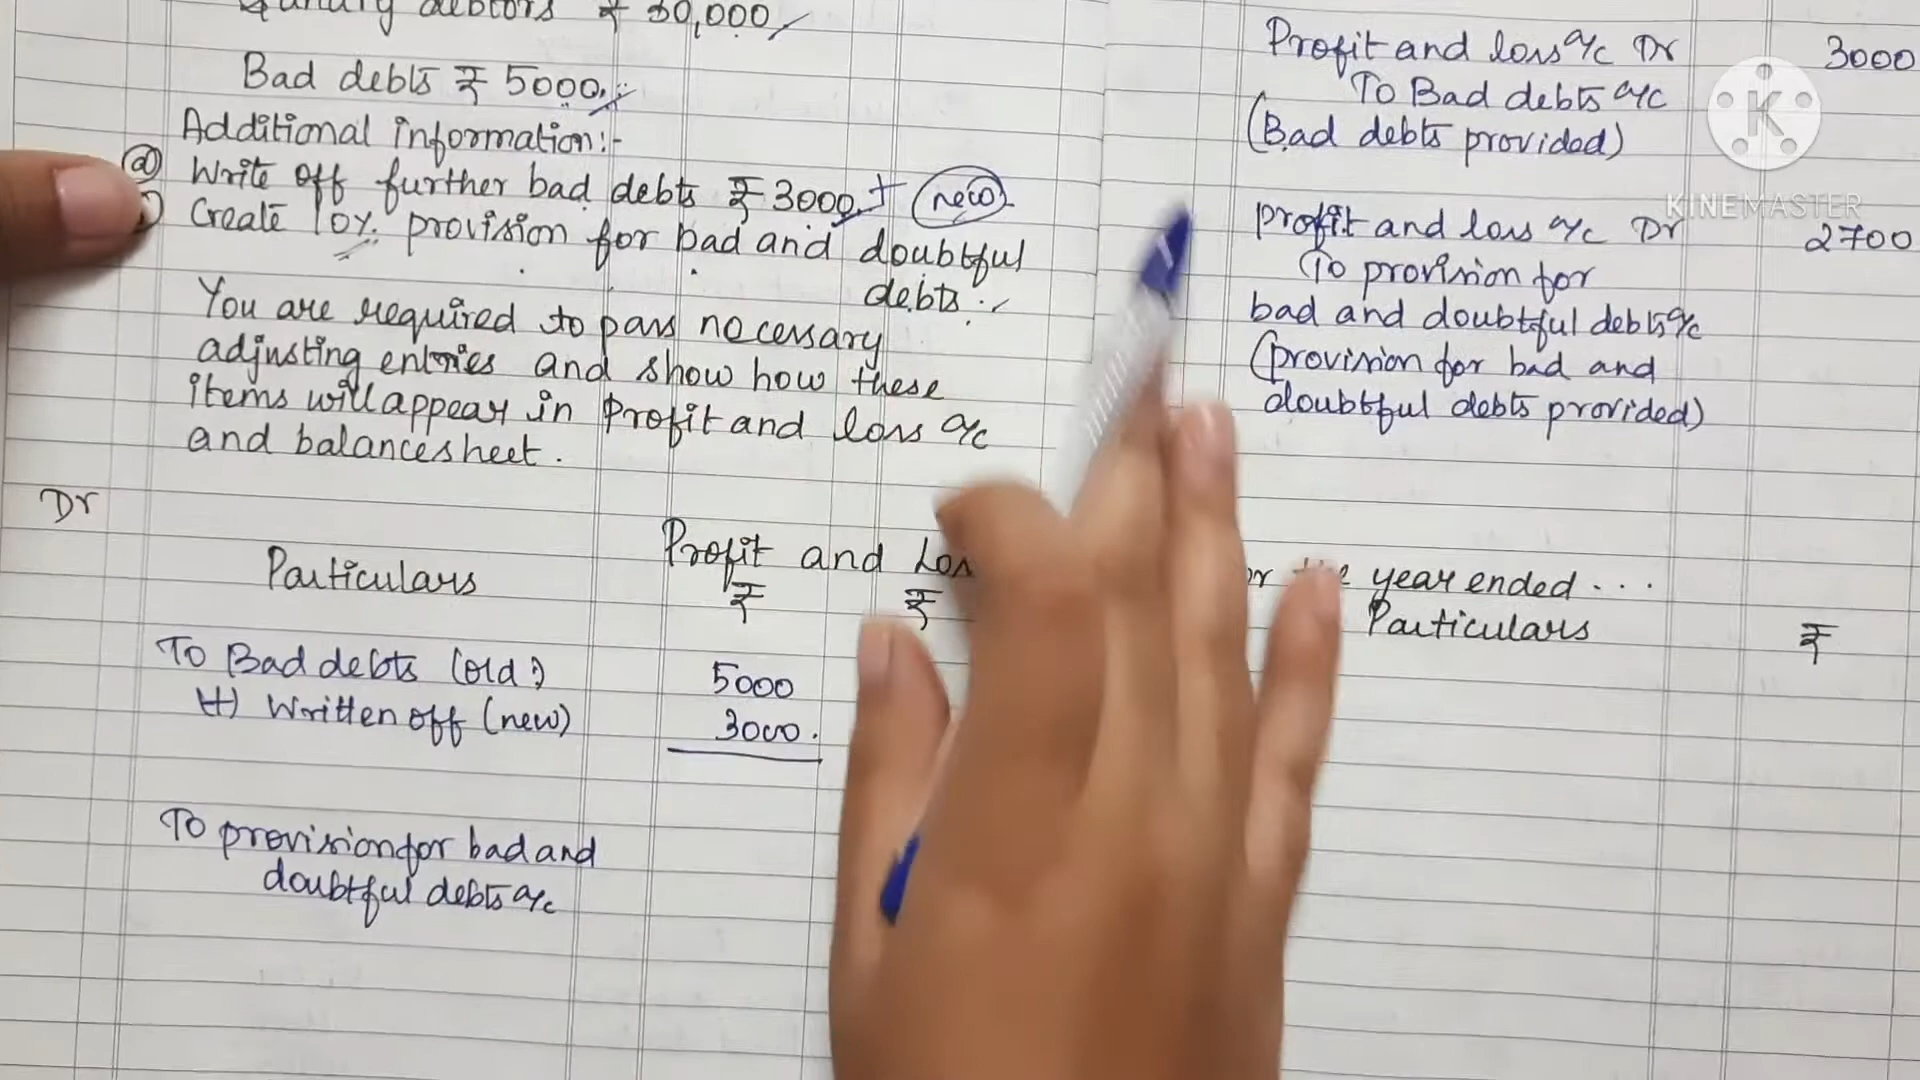 debtors ₹ 30,000
Bad debts ₹ 5000
Additional information:-
(a) Write off further bad debts ₹ 3000 + (new)
Create 10% provision for bad and doubtful
debts.
You are required to pass necessary
adjusting entries and show how these
items will appear in Profit and loss a/c
and balancesheet.
Profit and loss a/c Dr 3000
To Bad debts a/c
(Bad debts provided)
Profit and loss a/c Dr 2700
To provision for
bad and doubtful debts a/c
(provision for bad and
doubtful debts provided)
K
KINEMASTER
Dr
Profit and Los the year ended ...
Particulars ₹ ₹ Particulars ₹
To Bad debts (old) 5000
(+) Written off (new) 3000.
To provision for bad and
doubtful debts a/c